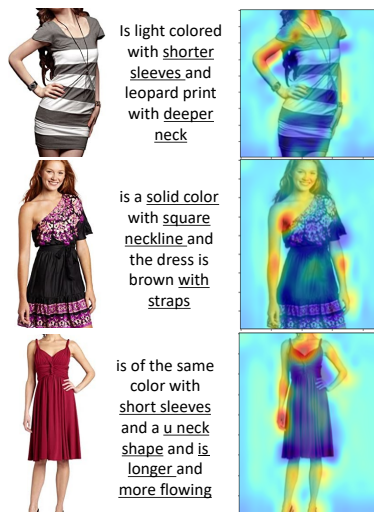 Is light colored
with shorter
sleeves and
leopard print
with deeper
neck
is a solid color
with square
neckline and
the dress is
brown with
straps
is of the same
color with
short sleeves
and a u neck
shape and is
longer and
more flowing